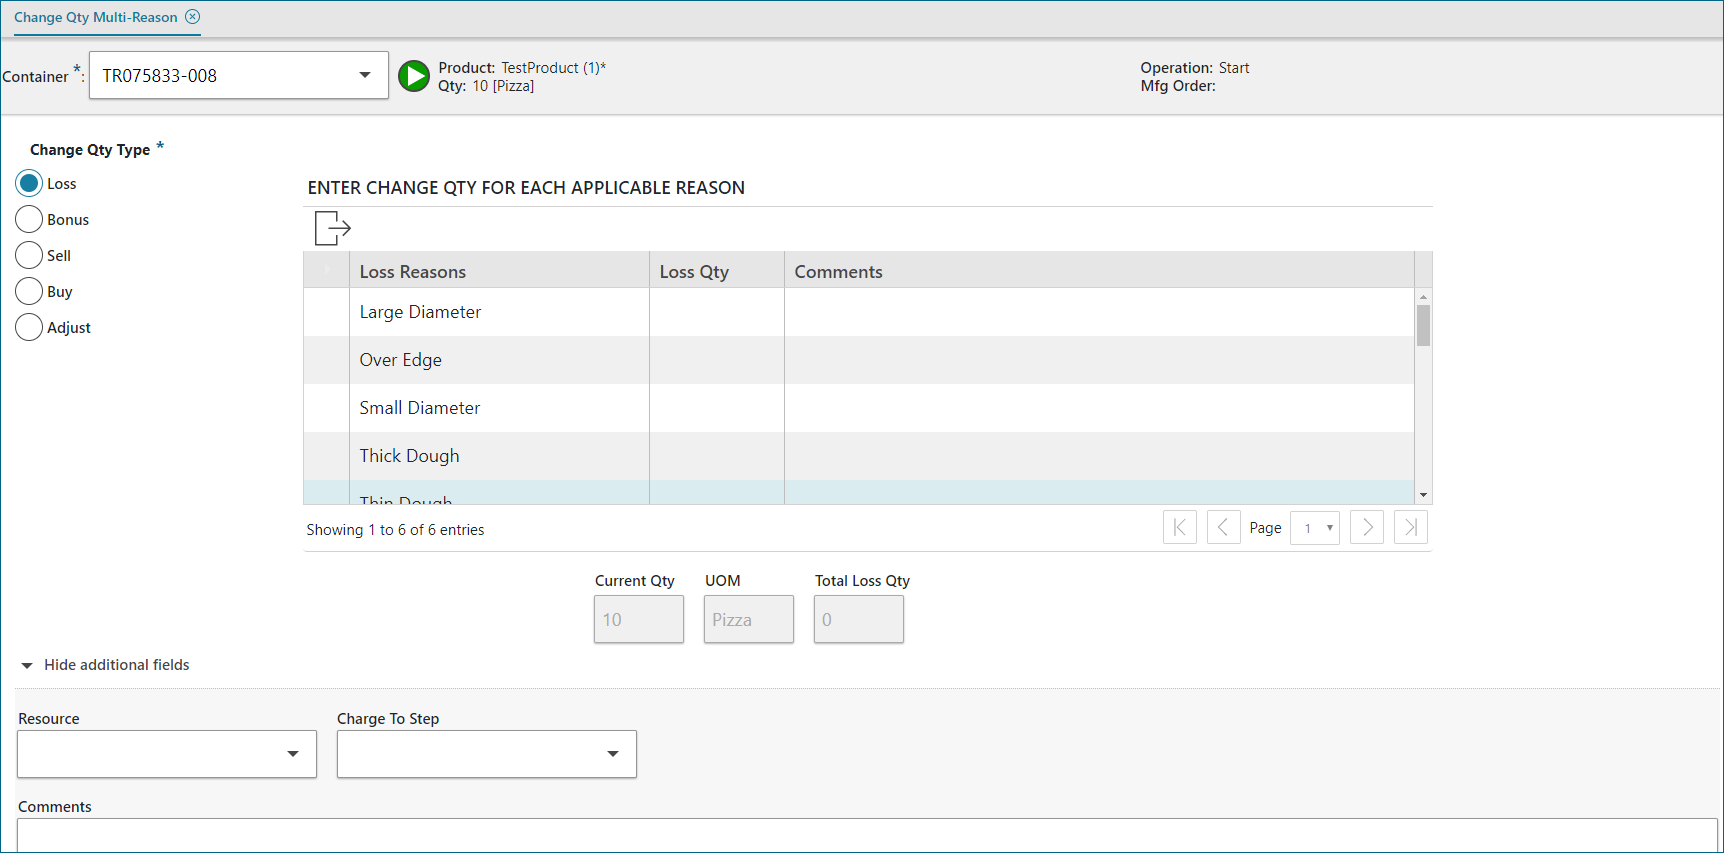 Change Qty Multi-Reason
Container *: TR075833-008
Product: TestProduct (1)*
Qty: 10 [Pizza]
Operation: Start
Mfg Order:
Change Qty Type *
Loss
Bonus
Sell
Buy
Adjust
ENTER CHANGE QTY FOR EACH APPLICABLE REASON
Loss Reasons Loss Qty Comments
Large Diameter
Over Edge
Small Diameter
Thick Dough
Thin Dough
Showing 1 to 6 of 6 entries
Page 1
Current Qty UOM Total Loss Qty
10 Pizza 0
Hide additional fields
Resource Charge To Step
Comments